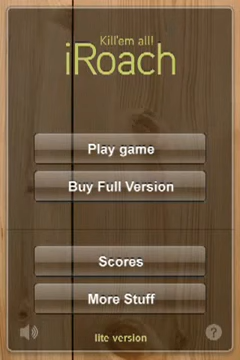 Kill'em all!
iRoach
Play game
Buy Full Version
Scores
More Stuff
?
lite version